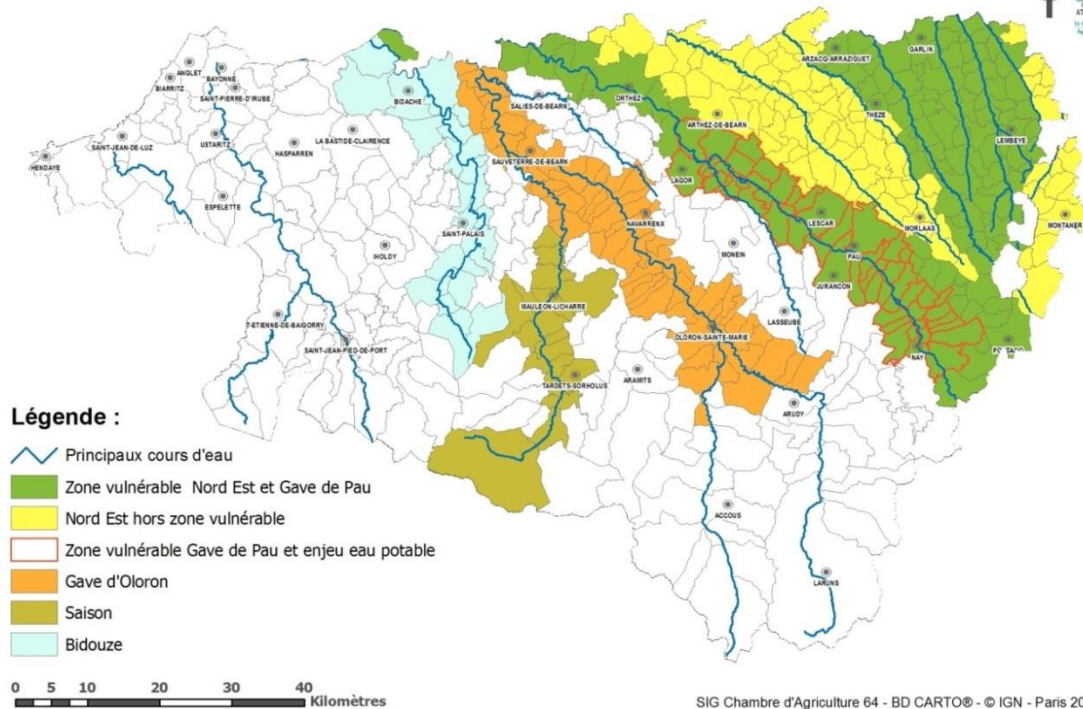 GARLIN
ARZACQ-ARRAZIGUET
ANGLET
BAYONNE
BIARRITZ
SAINT-PIERRE-D'IRUBE
BIDACHE
ORTHEZ
SALIES-DE-BEARN
ARTHEZ-DE-BEARN
THEZE
LEMBEYE
SAINT-JEAN-DE-LUZ
USTARITZ
HASPARREN
LA BASTIDE-CLAIRENCE
SAUVETERRE-DE-BEARN
HENDAYE
LAGOR
ESPELETTE
SAINT-PALAIS
NAVARRENX
LESCAR
MORLAAS
MONTANER
IHOLDY
MONEIN
PAU
JURANÇON
MAULEON-LICHARRE
T-ETIENNE-DE-BAIGORRY
SAINT-JEAN-PIED-DE-PORT
OLORON-SAINTE-MARIE
LASSEUBE
NAY
TARDETS-SORHOLUS
ARAMITS
ARUDY
ACCOUS
LARUNS
Légende :
Principaux cours d'eau
Zone vulnérable Nord Est et Gave de Pau
Nord Est hors zone vulnérable
Zone vulnérable Gave de Pau et enjeu eau potable
Gave d'Oloron
Saison
Bidouze
0 5 10 20 30 40
Kilomètres
SIG Chambre d'Agriculture 64 - BD CARTO® - © IGN - Paris 20